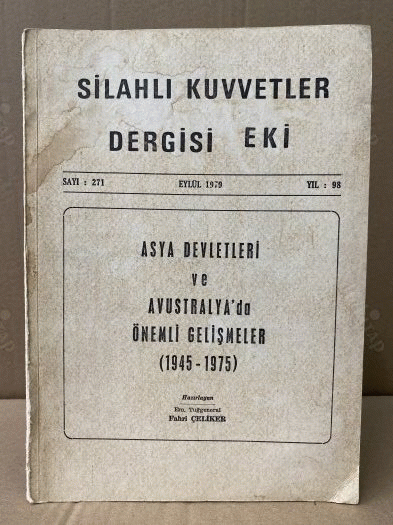 SİLAHLI KUVVETLER
DERGİSİ EKİ
SAYI : 271 EYLÜL 1979 YIL : 98
ASYA DEVLETLERİ
ve
AVUSTRALYA'da
ÖNEMLİ GELİŞMELER
(1945-1975)
Hazırlayan
Em. Tuğgeneral
Fahri ÇELİKER